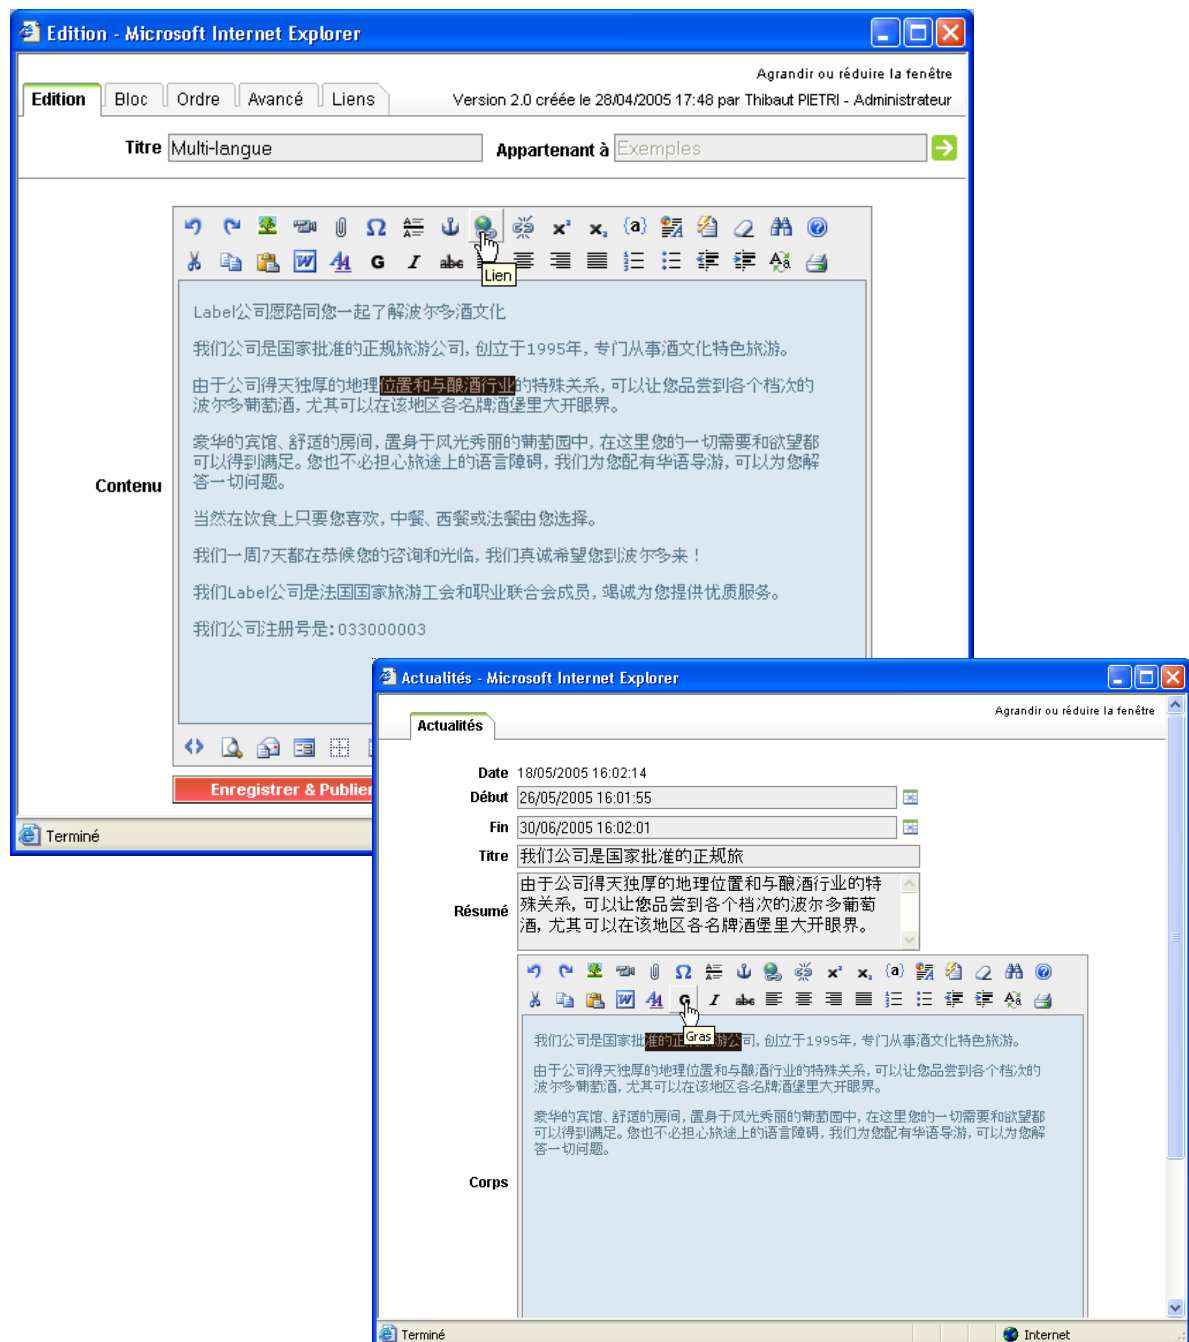 Edition - Microsoft Internet Explorer
Agrandir ou réduire la fenêtre
Edition Bloc Ordre Avancé Liens
Version 2.0 créée le 28/04/2005 17:48 par Thibaut PIETRI - Administrateur
Titre Multi-langue Appartenant à Exemples
Lien
Contenu
Label公司愿陪同您一起了解波尔多酒文化
我们公司是国家批准的正规旅游公司, 创立于1995年, 专门从事酒文化特色旅游。
由于公司得天独厚的地理位置和与酿酒行业的特殊关系, 可以让您品尝到各个档次的
波尔多葡萄酒, 尤其可以在该地区各名牌酒堡里大开眼界。
豪华的宾馆、舒适的房间, 置身于风光秀丽的葡萄园中, 在这里您的一切需要和欲望都
可以得到满足。您也不必担心旅途上的语言障碍, 我们为您配有华语导游, 可以为您解
答一切问题。
当然在饮食上只要您喜欢, 中餐、西餐或法餐由您选择。
我们一周7天都在恭候您的咨询和光临, 我们真诚希望您到波尔多来！
我们Label公司是法国国家旅游工会和职业联合会成员, 竭诚为您提供优质服务。
我们公司注册号是:033000003
Enregistrer & Publier
Terminé
Actualités - Microsoft Internet Explorer
Agrandir ou réduire la fenêtre
Actualités
Date 18/05/2005 16:02:14
Début 26/05/2005 16:01:55
Fin 30/06/2005 16:02:01
Titre 我们公司是国家批准的正规旅
Résumé
由于公司得天独厚的地理位置和与酿酒行业的特
殊关系, 可以让您品尝到各个档次的波尔多葡萄
酒, 尤其可以在该地区各名牌酒堡里大开眼界。
Gras
Corps
我们公司是国家批准的正规旅游公司, 创立于1995年, 专门从事酒文化特色旅游。
由于公司得天独厚的地理位置和与酿酒行业的特殊关系, 可以让您品尝到各个档次的
波尔多葡萄酒, 尤其可以在该地区各名牌酒堡里大开眼界。
豪华的宾馆、舒适的房间, 置身于风光秀丽的葡萄园中, 在这里您的一切需要和欲望都
可以得到满足。您也不必担心旅途上的语言障碍, 我们为您配有华语导游, 可以为您解
答一切问题。
Terminé
Internet